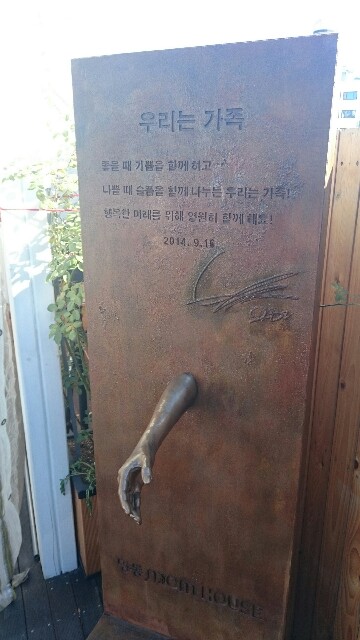 우리는 가족
좋을 때 기쁨을 함께 하고…
나쁠 때 슬픔을 함께 나누는 우리는 가족!
행복한 미래를 위해 영원히 함께 해요!
2014.9.16